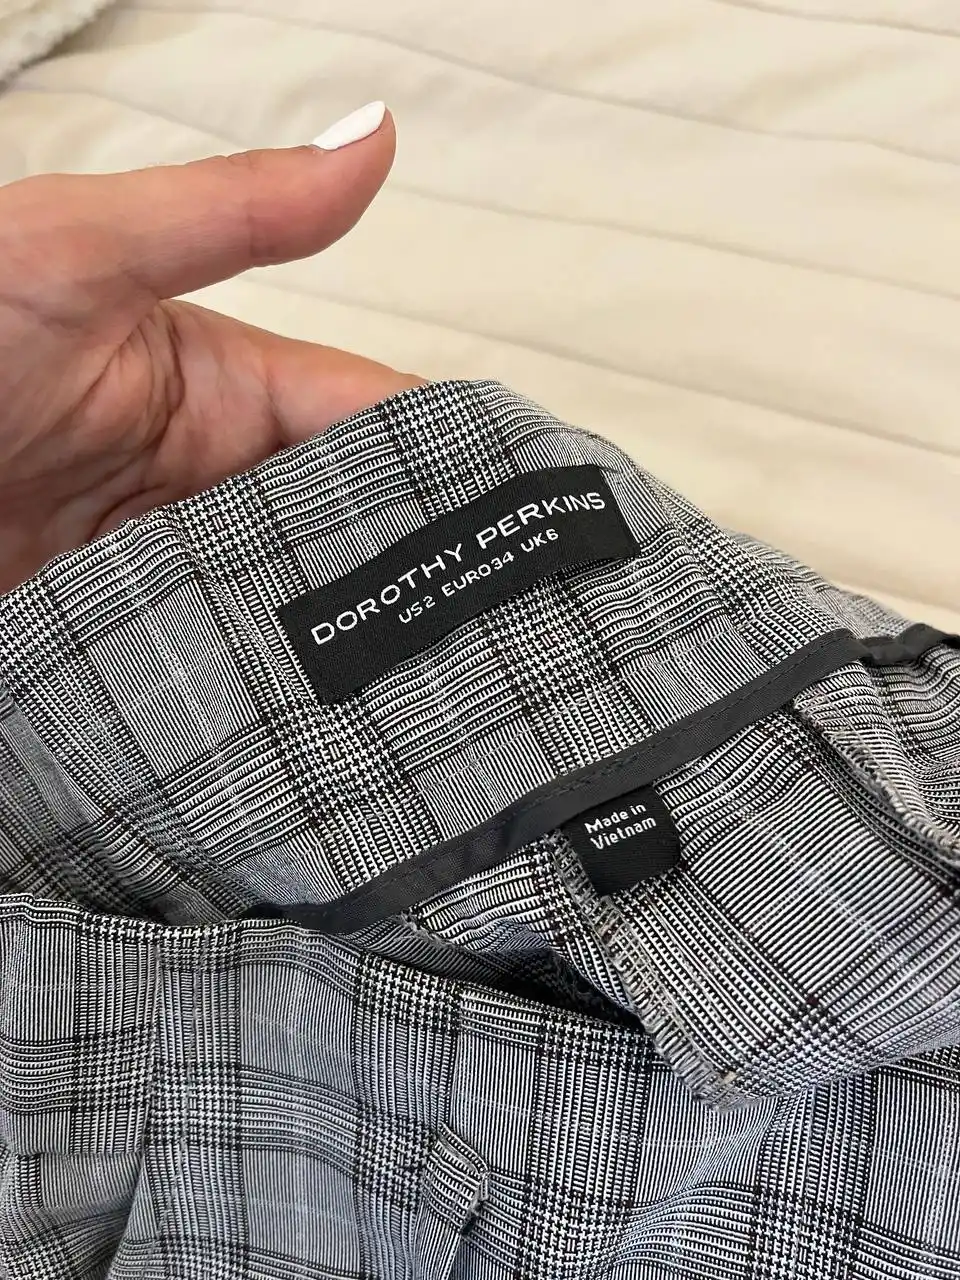 DOROTHY PERKINS
US2 EURO34 UK6
Made in
Vietnam